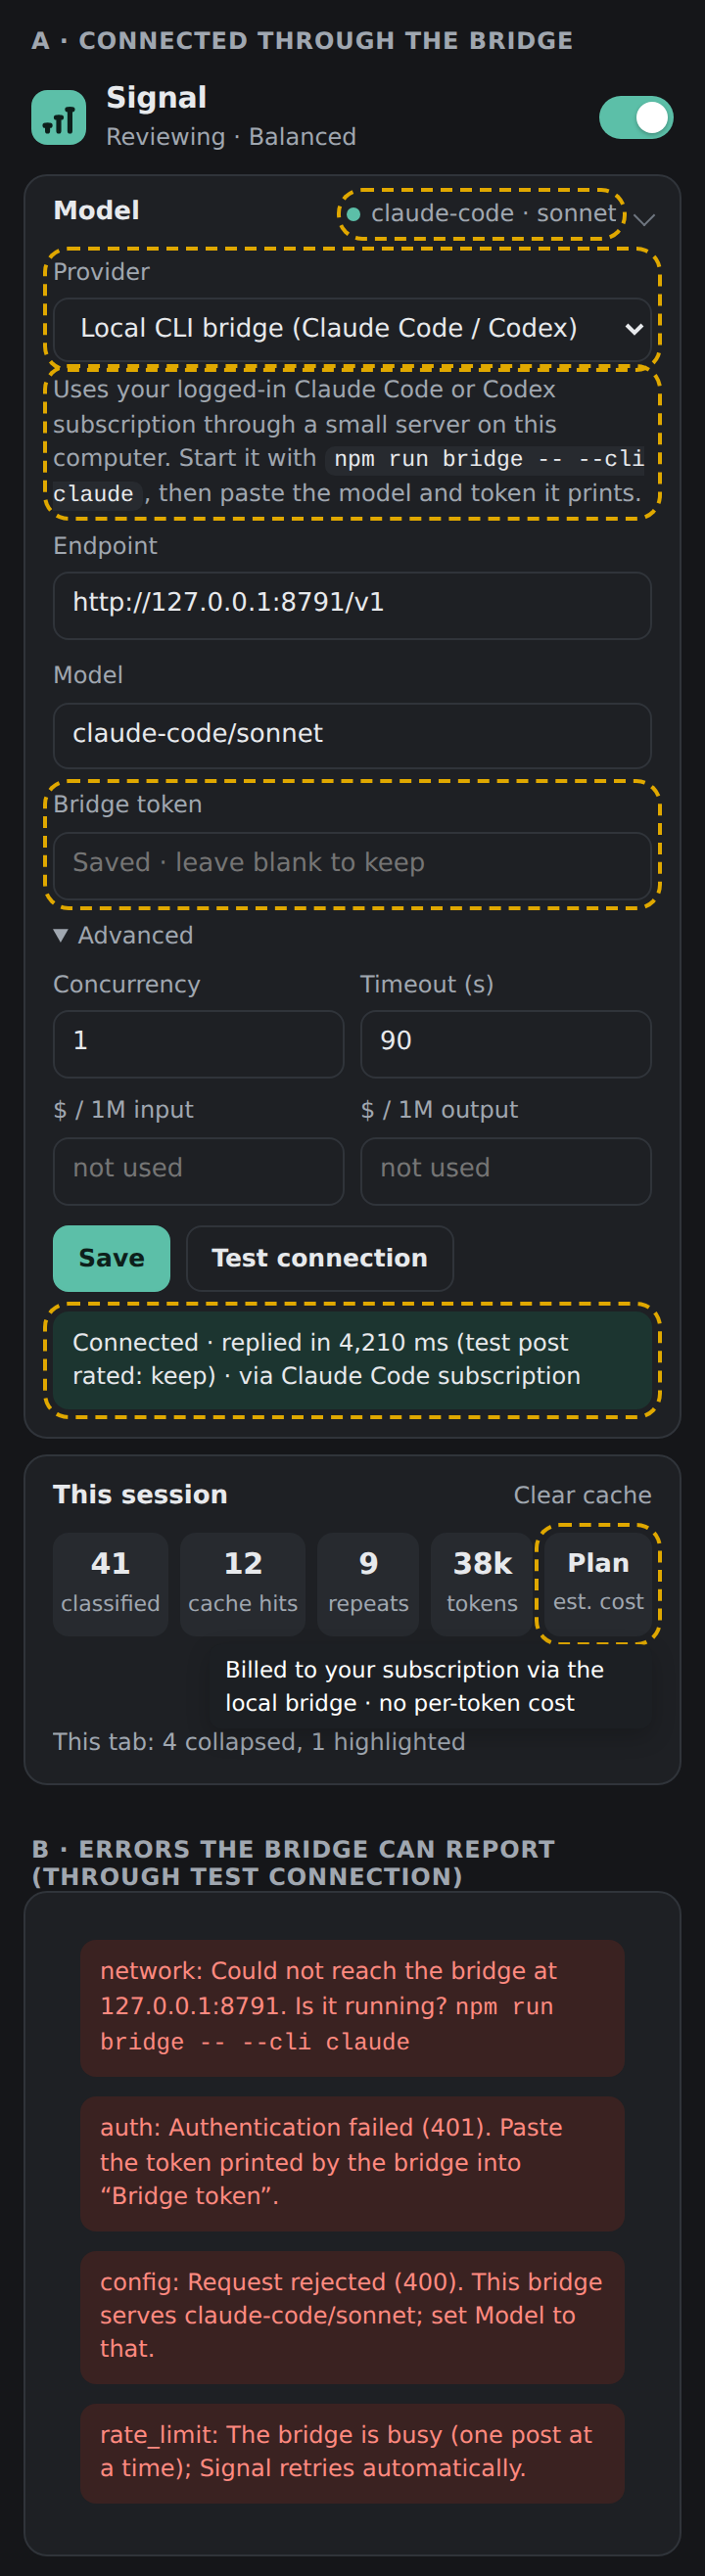 A · CONNECTED THROUGH THE BRIDGE
Signal
Reviewing · Balanced
Model
claude-code · sonnet
Provider
Local CLI bridge (Claude Code / Codex)
Uses your logged-in Claude Code or Codex
subscription through a small server on this
computer. Start it with npm run bridge -- --cli
claude, then paste the model and token it prints.
Endpoint
http://127.0.0.1:8791/v1
Model
claude-code/sonnet
Bridge token
Saved · leave blank to keep
Advanced
Concurrency
Timeout (s)
1
90
$ / 1M input
$ / 1M output
not used
not used
Save
Test connection
Connected · replied in 4,210 ms (test post
rated: keep) · via Claude Code subscription
This session
Clear cache
41
classified
12
cache hits
9
repeats
38k
tokens
Plan
est. cost
Billed to your subscription via the
local bridge · no per-token cost
This tab: 4 collapsed, 1 highlighted
B · ERRORS THE BRIDGE CAN REPORT
(THROUGH TEST CONNECTION)
network: Could not reach the bridge at
127.0.0.1:8791. Is it running? npm run
bridge -- --cli claude
auth: Authentication failed (401). Paste
the token printed by the bridge into
“Bridge token”.
config: Request rejected (400). This bridge
serves claude-code/sonnet; set Model to
that.
rate_limit: The bridge is busy (one post at
a time); Signal retries automatically.